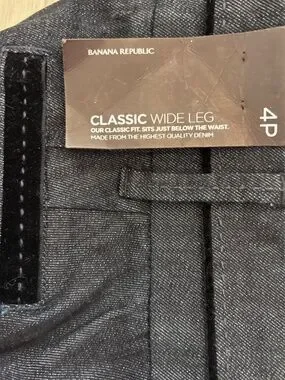 BANANA REPUBLIC
CLASSIC WIDE LEG
OUR CLASSIC FIT. SITS JUST BELOW THE WAIST.
MADE FROM THE HIGHEST QUALITY DENIM.
4P